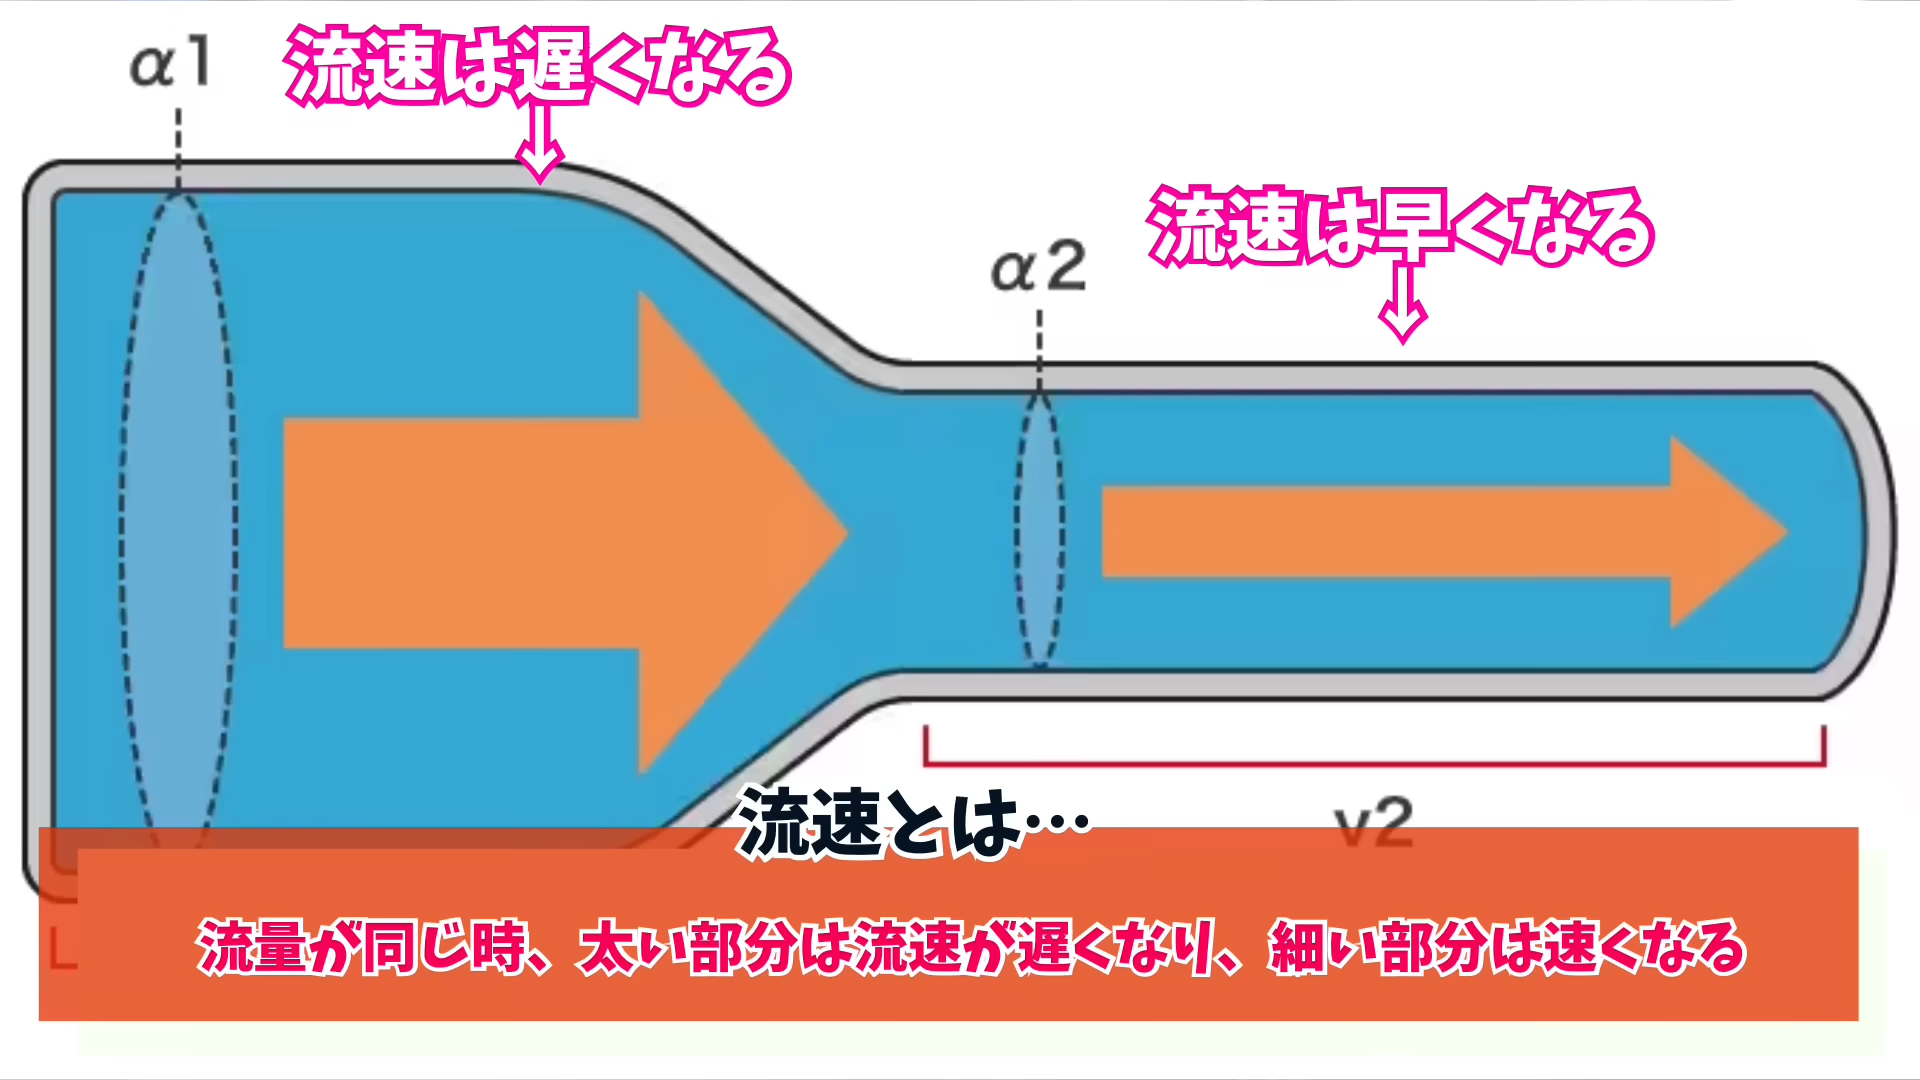 α1
流速は遅くなる
流速は早くなる
α2
v2
流速とは…
流量が同じ時、太い部分は流速が遅くなり、細い部分は速くなる